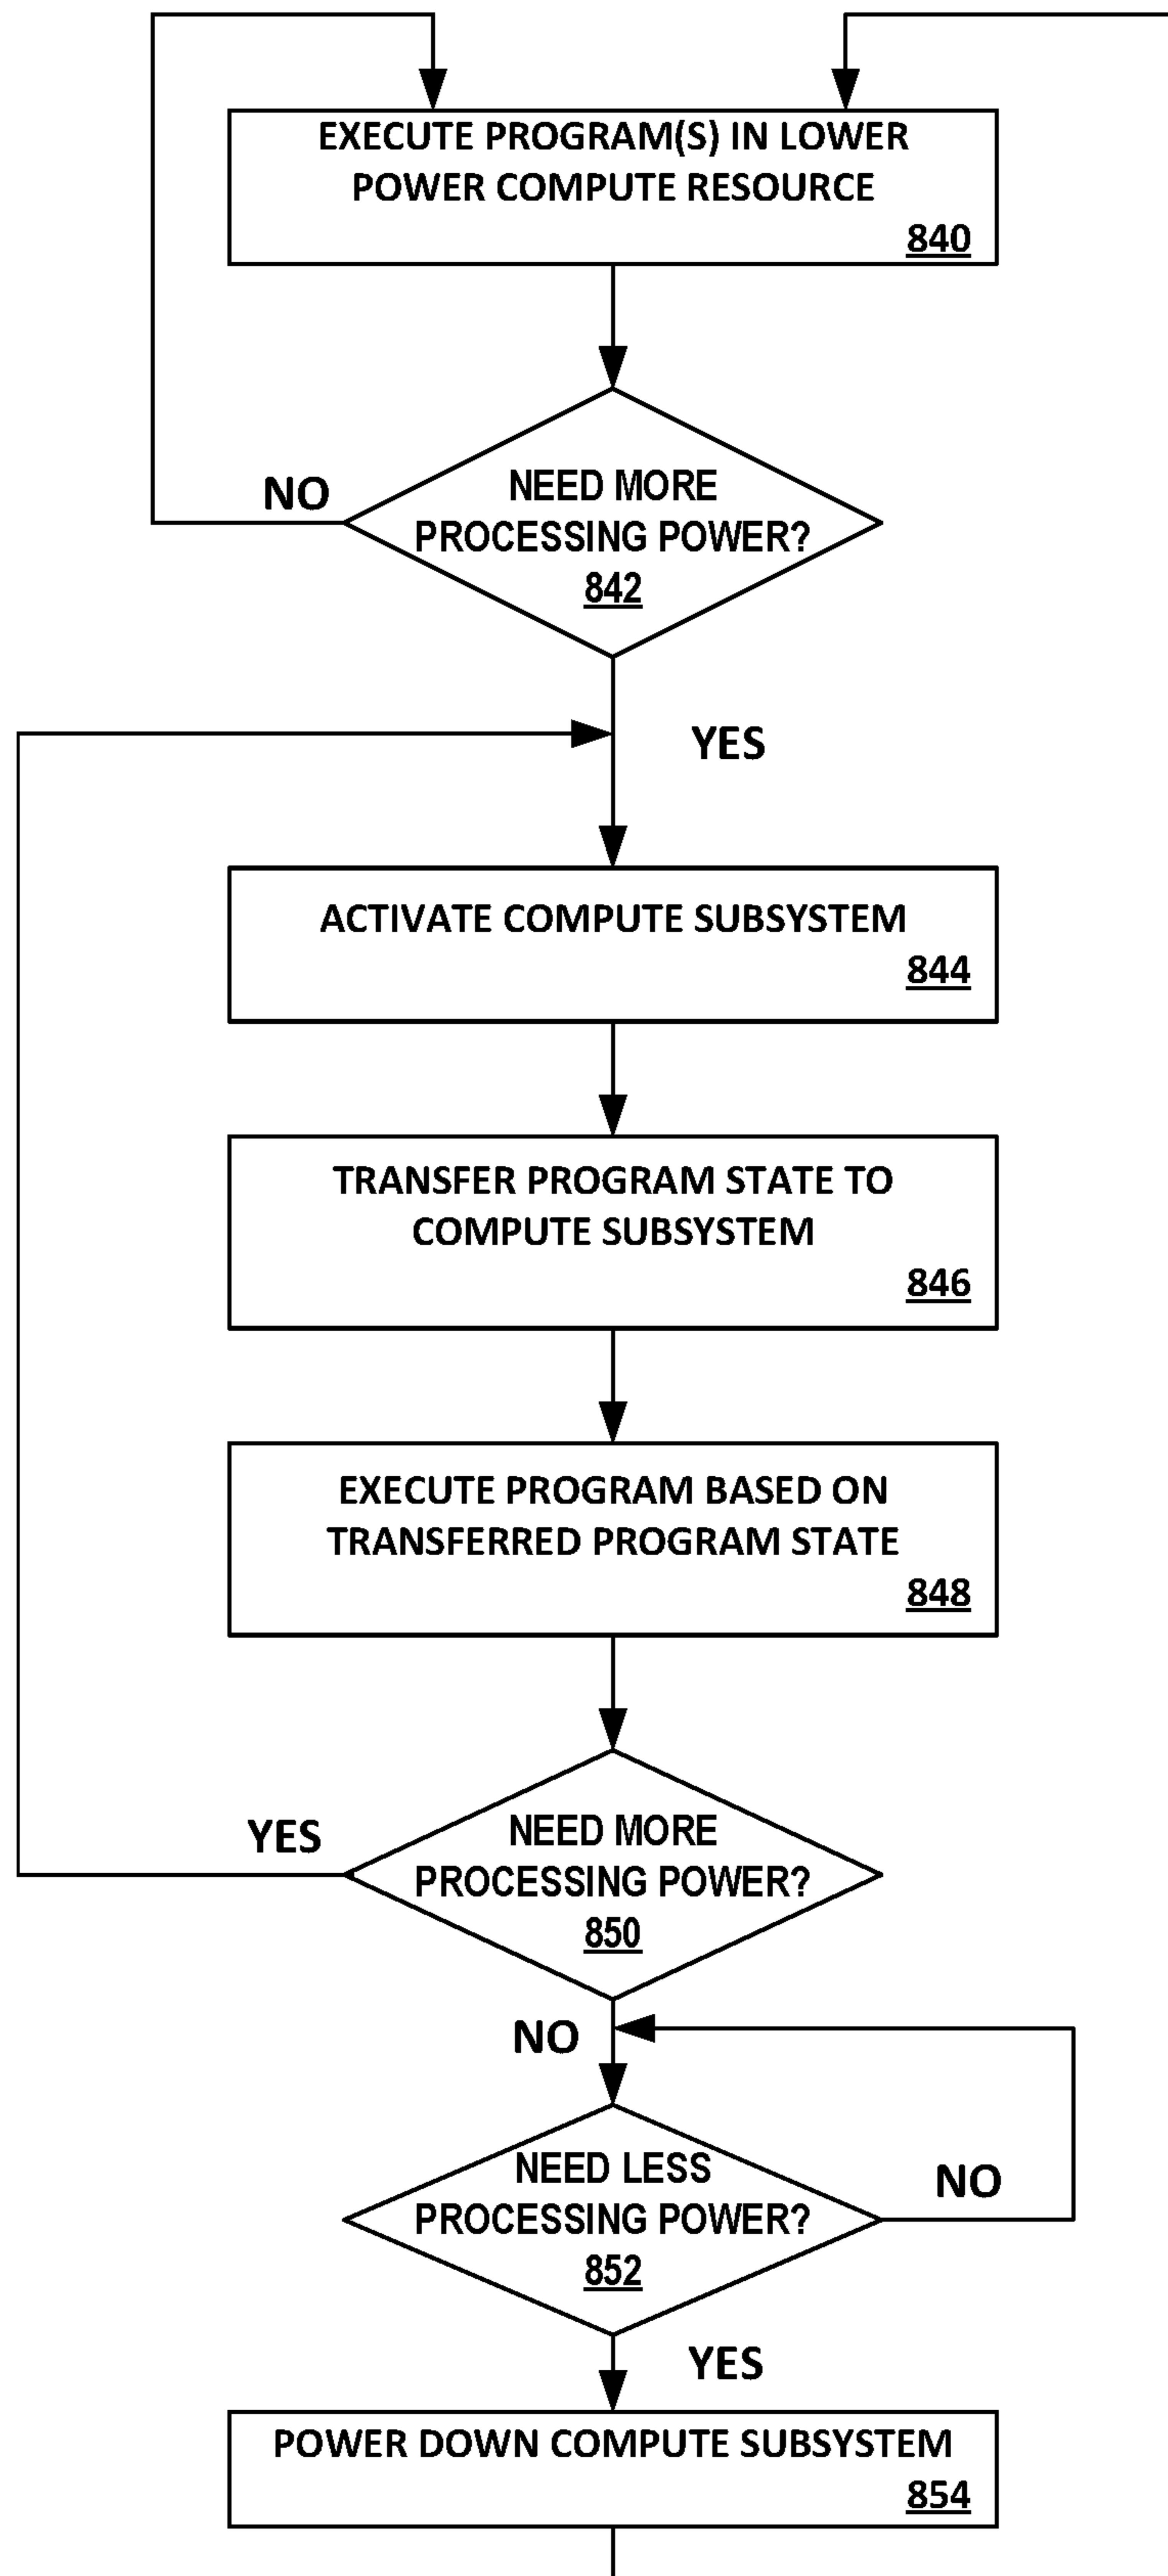 EXECUTE PROGRAM(S) IN LOWER
POWER COMPUTE RESOURCE
840
NEED MORE
PROCESSING POWER?
842
NO
YES
ACTIVATE COMPUTE SUBSYSTEM
844
TRANSFER PROGRAM STATE TO
COMPUTE SUBSYSTEM
846
EXECUTE PROGRAM BASED ON
TRANSFERRED PROGRAM STATE
848
YES
NEED MORE
PROCESSING POWER?
850
NO
NEED LESS
PROCESSING POWER?
852
NO
YES
POWER DOWN COMPUTE SUBSYSTEM
854